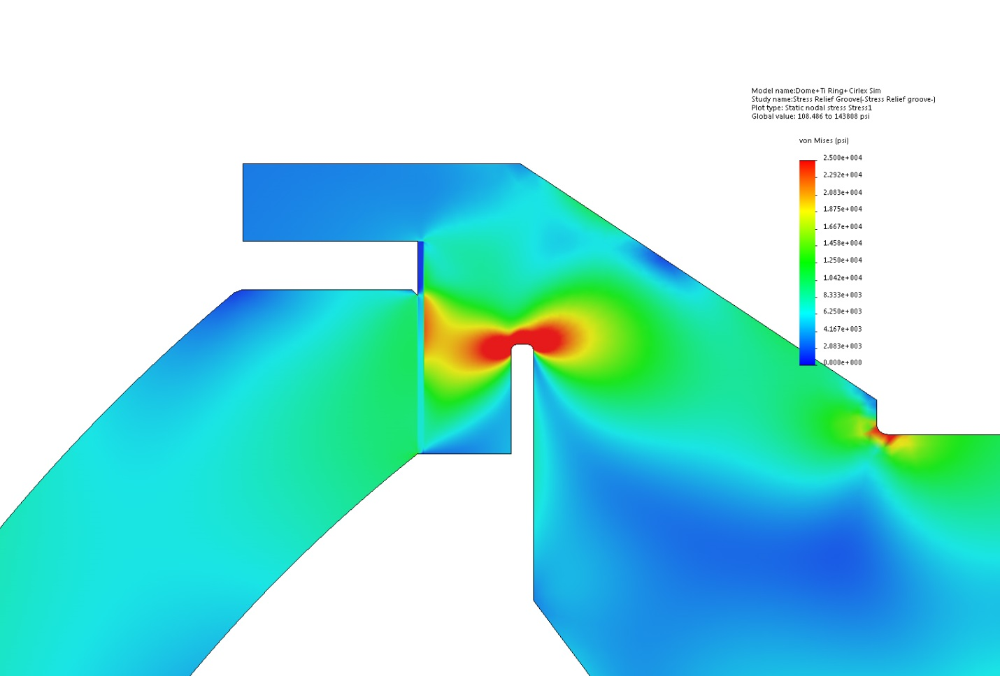 Model name:Dome+Ti Ring+Cirlex Sim
Study name:Stress Relief Groove(-Stress Relief groove-)
Plot type: Static nodal stress Stress1
Global value: 108.486 to 143808 psi
von Mises (psi)
2.500e+004
2.292e+004
2.083e+004
1.875e+004
1.667e+004
1.458e+004
1.250e+004
1.042e+004
8.333e+003
6.250e+003
4.167e+003
2.083e+003
0.000e+000